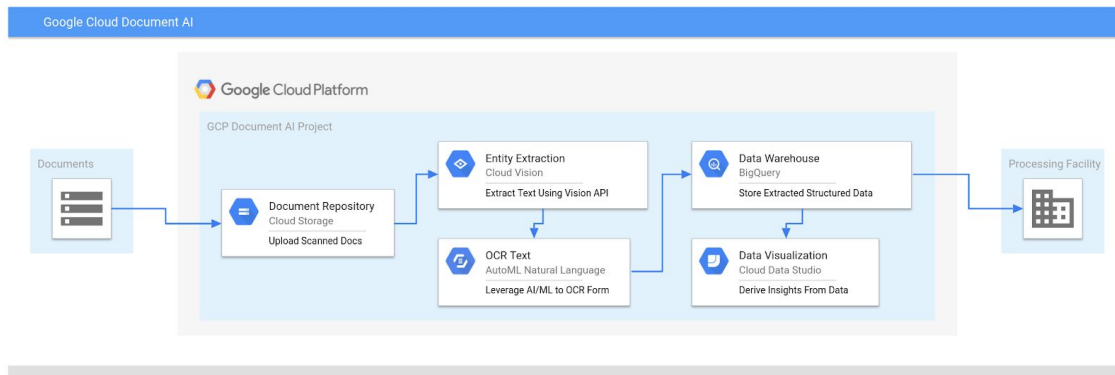 Google Cloud Document AI
Google Cloud Platform
GCP Document AI Project
Documents
Document Repository
Cloud Storage
Upload Scanned Docs
Entity Extraction
Cloud Vision
Extract Text Using Vision API
OCR Text
AutoML Natural Language
Leverage AI/ML to OCR Form
Data Warehouse
BigQuery
Store Extracted Structured Data
Data Visualization
Cloud Data Studio
Derive Insights From Data
Processing Facility